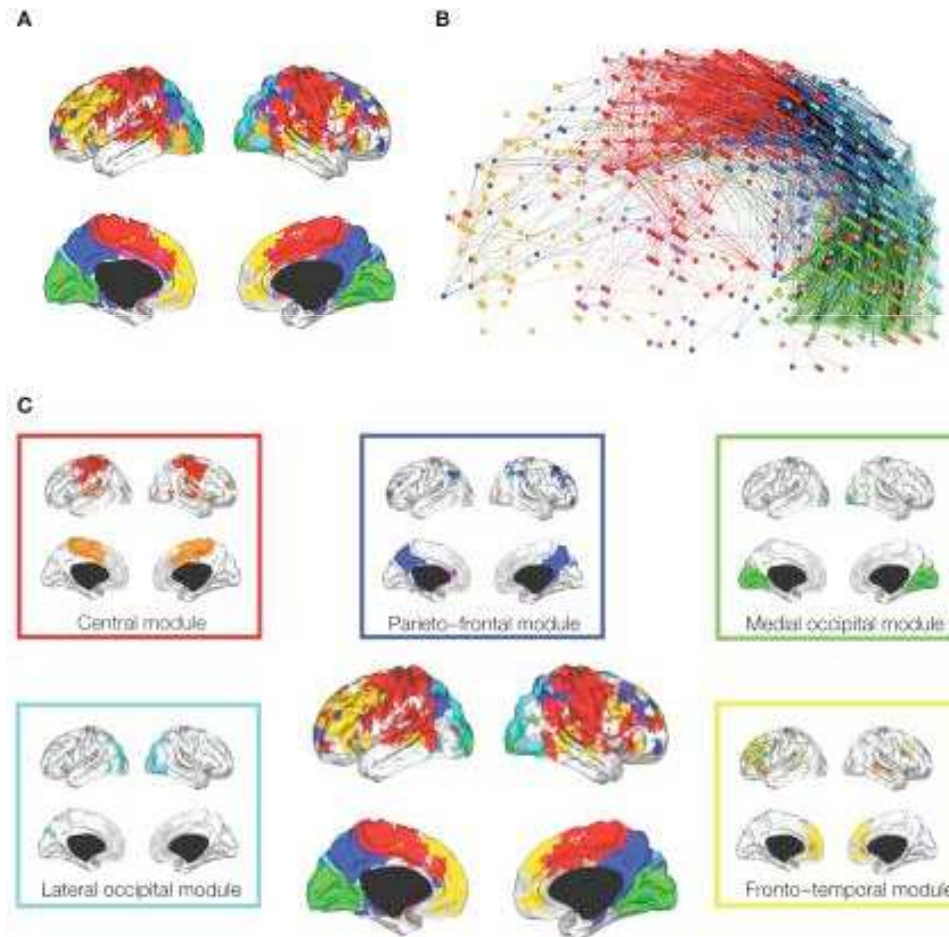 A
B
C
Central module
Parieto–frontal module
Medial occipital module
Lateral occipital module
Fronto–temporal module